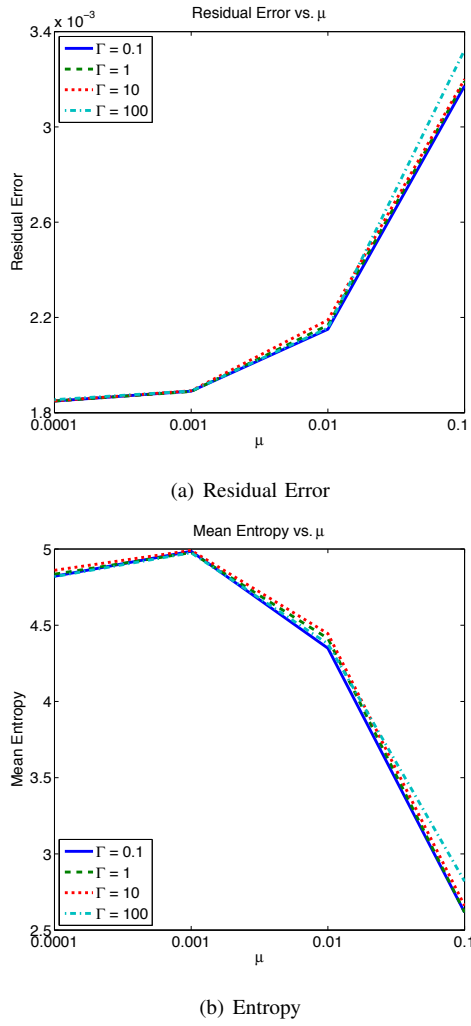 Residual Error vs. μ
x 10⁻³
3.4
3
2.6
2.2
1.8
Residual Error
Γ = 0.1
Γ = 1
Γ = 10
Γ = 100
0.0001 0.001 0.01 0.1
μ
(a) Residual Error
Mean Entropy vs. μ
5
4.5
4
3.5
3
2.5
Mean Entropy
Γ = 0.1
Γ = 1
Γ = 10
Γ = 100
0.0001 0.001 0.01 0.1
μ
(b) Entropy